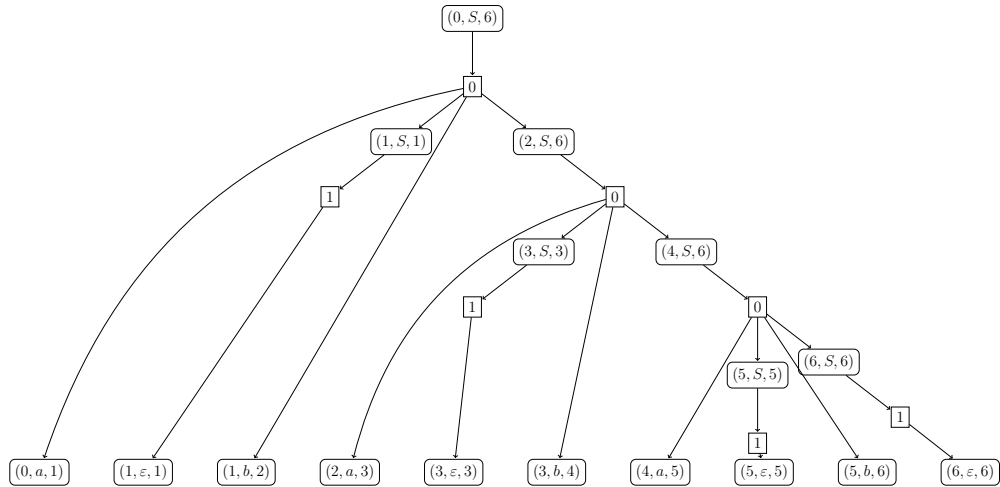 (0, S, 6)
0
(1, S, 1)
(2, S, 6)
1
0
(3, S, 3)
(4, S, 6)
1
0
(5, S, 5)
(6, S, 6)
1
1
(0, a, 1)
(1, ε, 1)
(1, b, 2)
(2, a, 3)
(3, ε, 3)
(3, b, 4)
(4, a, 5)
(5, ε, 5)
(5, b, 6)
(6, ε, 6)